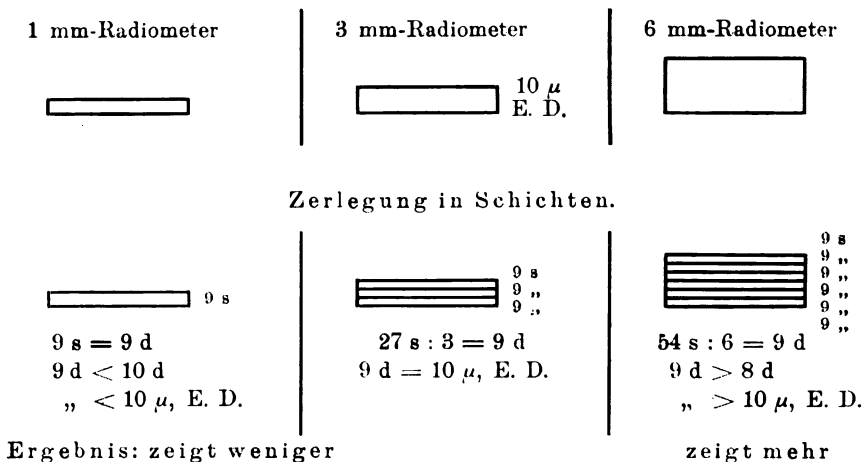 1 mm-Radiometer
3 mm-Radiometer
6 mm-Radiometer
10 μ
E. D.
Zerlegung in Schichten.
9 s
9 s
9 „
9 „
9 s
9 „
9 „
9 „
9 „
9 „
9 s = 9 d
9 d < 10 d
„ < 10 μ, E. D.
27 s : 3 = 9 d
9 d = 10 μ, E. D.
54 s : 6 = 9 d
9 d > 8 d
„ > 10 μ, E. D.
Ergebnis: zeigt weniger
zeigt mehr